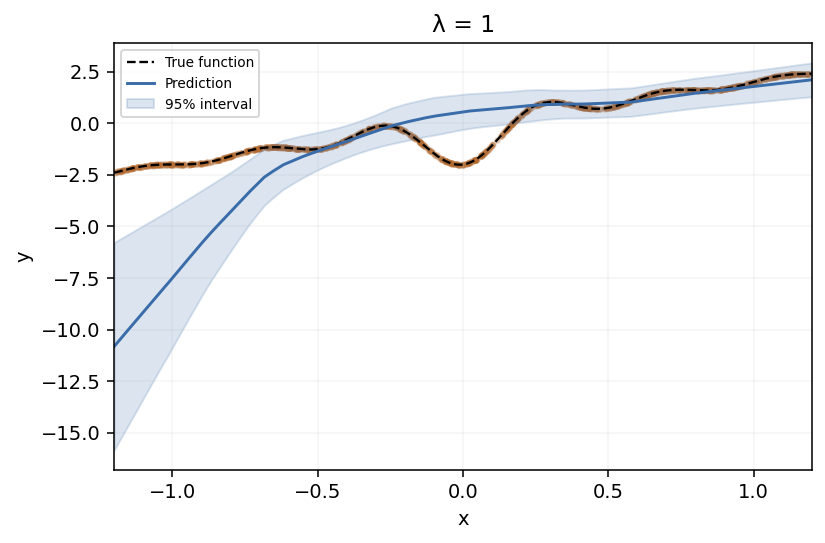 λ = 1
True function
Prediction
95% interval
2.5
0.0
−2.5
−5.0
−7.5
−10.0
−12.5
−15.0
y
−1.0 −0.5 0.0 0.5 1.0
x